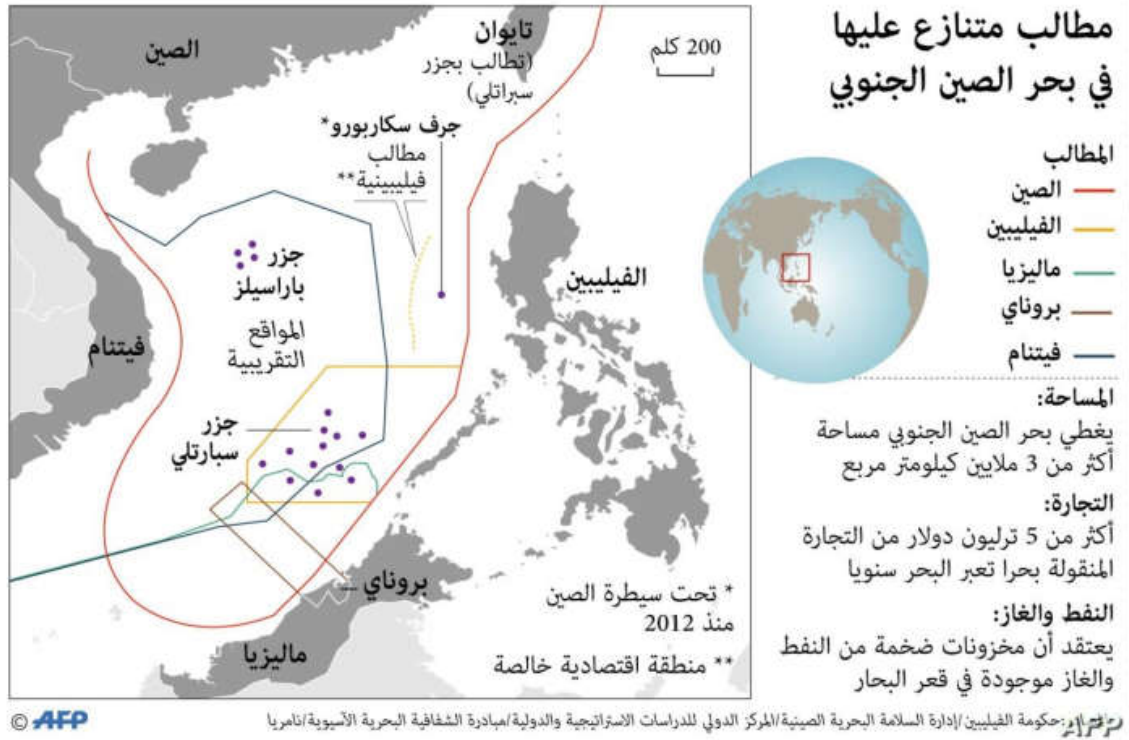 مطالب متنازع عليها
في بحر الصين الجنوبي
المطالب
الصين
الفيليبين
ماليزيا
بروناي
فيتنام
المساحة:
يغطي بحر الصين الجنوبي مساحة
أكثر من 3 ملايين كيلومتر مربع
التجارة:
أكثر من 5 ترليون دولار من التجارة
المنقولة بحرا تعبر البحر سنويا
النفط والغاز:
يعتقد أن مخزونات ضخمة من النفط
والغاز موجودة في قعر البحار
200 كلم
الصين
تايوان
(تطالب بجزر
سبراتلي)
جرف سكاربورو*
مطالب
فيليبينية**
جزر
باراسيلز
المواقع
التقريبية
الفيليبين
فيتنام
جزر
سبارتلي
بروناي
ماليزيا
* تحت سيطرة الصين
منذ 2012
** منطقة اقتصادية خالصة
حكومة الفيليبين/إدارة السلامة البحرية الصينية/المركز الدولي للدراسات الاستراتيجية والدولية/مبادرة الشفافية البحرية الآسيوية/نامريا
© AFP
AFP